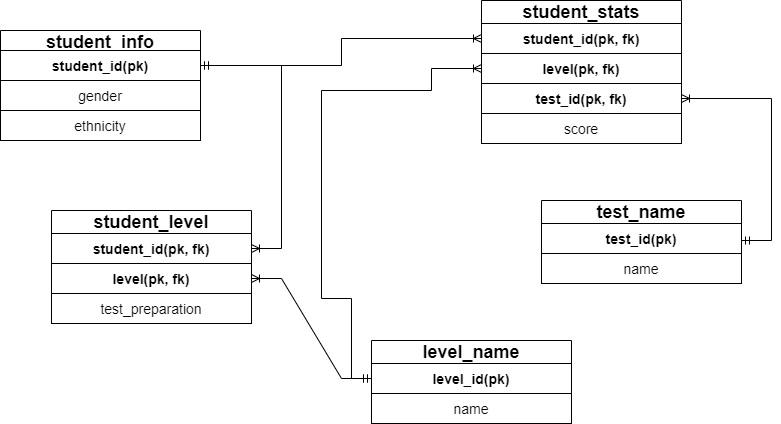 student_info
student_id(pk)
gender
ethnicity
student_stats
student_id(pk, fk)
level(pk, fk)
test_id(pk, fk)
score
student_level
student_id(pk, fk)
level(pk, fk)
test_preparation
test_name
test_id(pk)
name
level_name
level_id(pk)
name